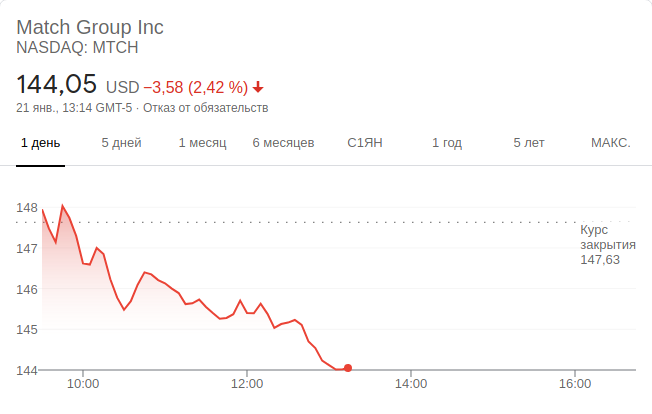 Match Group Inc
NASDAQ: MTCH
144,05 USD −3,58 (2,42 %)
21 янв., 13:14 GMT-5 · Отказ от обязательств
1 день 5 дней 1 месяц 6 месяцев С1ЯН 1 год 5 лет МАКС.
148
Курс
закрытия
147,63
147
146
145
144
10:00 12:00 14:00 16:00